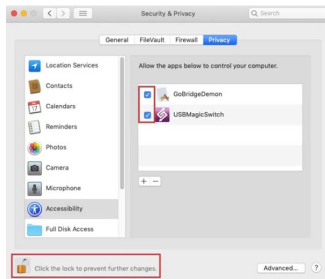 Security & Privacy
Search
General FileVault Firewall Privacy
Location Services
Contacts
Calendars
Reminders
Photos
Camera
Microphone
Accessibility
Full Disk Access
Allow the apps below to control your computer.
GoBridgeDemon
USBMagicSwitch
+ −
Click the lock to prevent further changes.
Advanced... ?